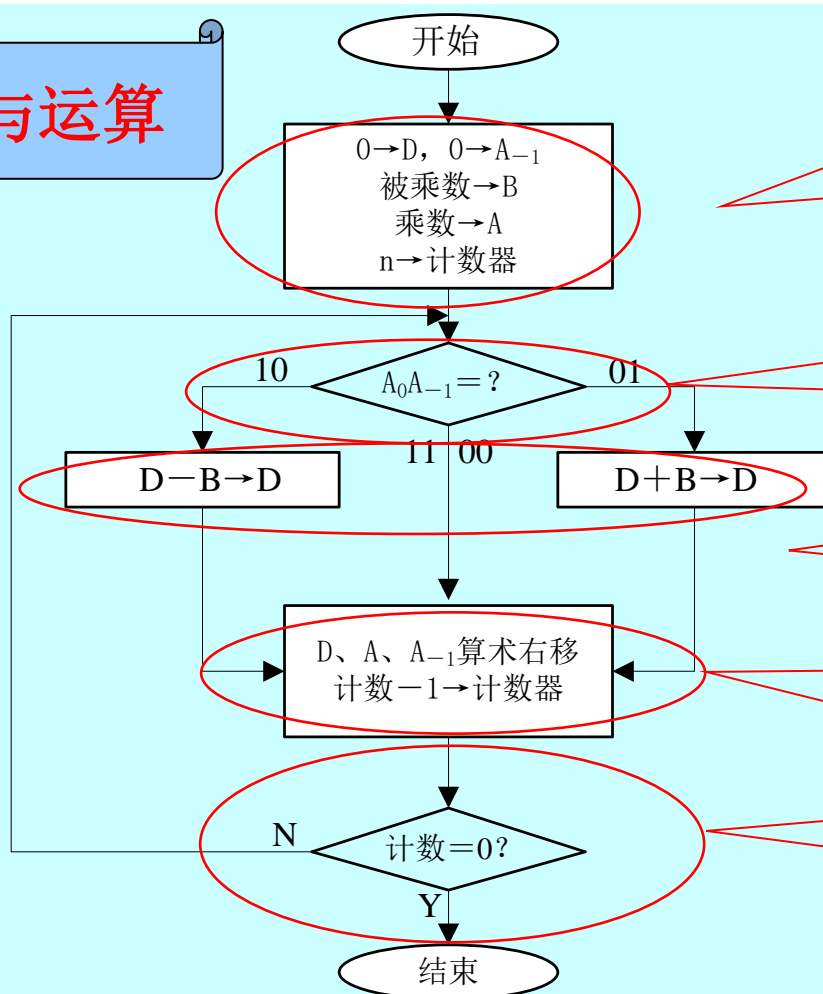 与运算
开始
0→D，0→A₋₁
被乘数→B
乘数→A
n→计数器
10
A₀A₋₁＝？
01
11 00
D－B→D
D＋B→D
D、A、A₋₁算术右移
计数－1→计数器
N
计数＝0？
Y
结束